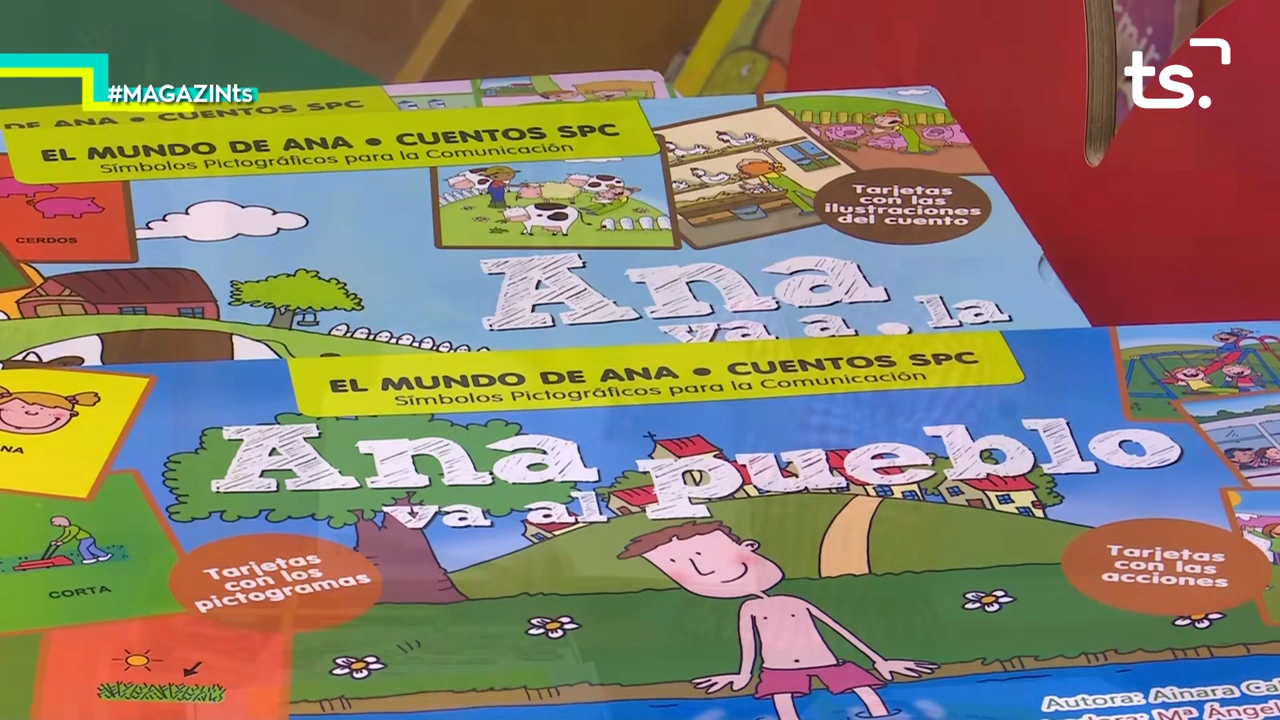 #MAGAZINts
ts.
DE ANA • CUENTOS SPC
EL MUNDO DE ANA • CUENTOS SPC
Símbolos Pictográficos para la Comunicación
CERDOS
Tarjetas
con las
ilustraciones
del cuento
Ana
va a . la
EL MUNDO DE ANA • CUENTOS SPC
Símbolos Pictográficos para la Comunicación
Ana
va al pueblo
CORTA
Tarjetas
con los
pictogramas
Tarjetas
con las
acciones
Autora: Ainara
Mª